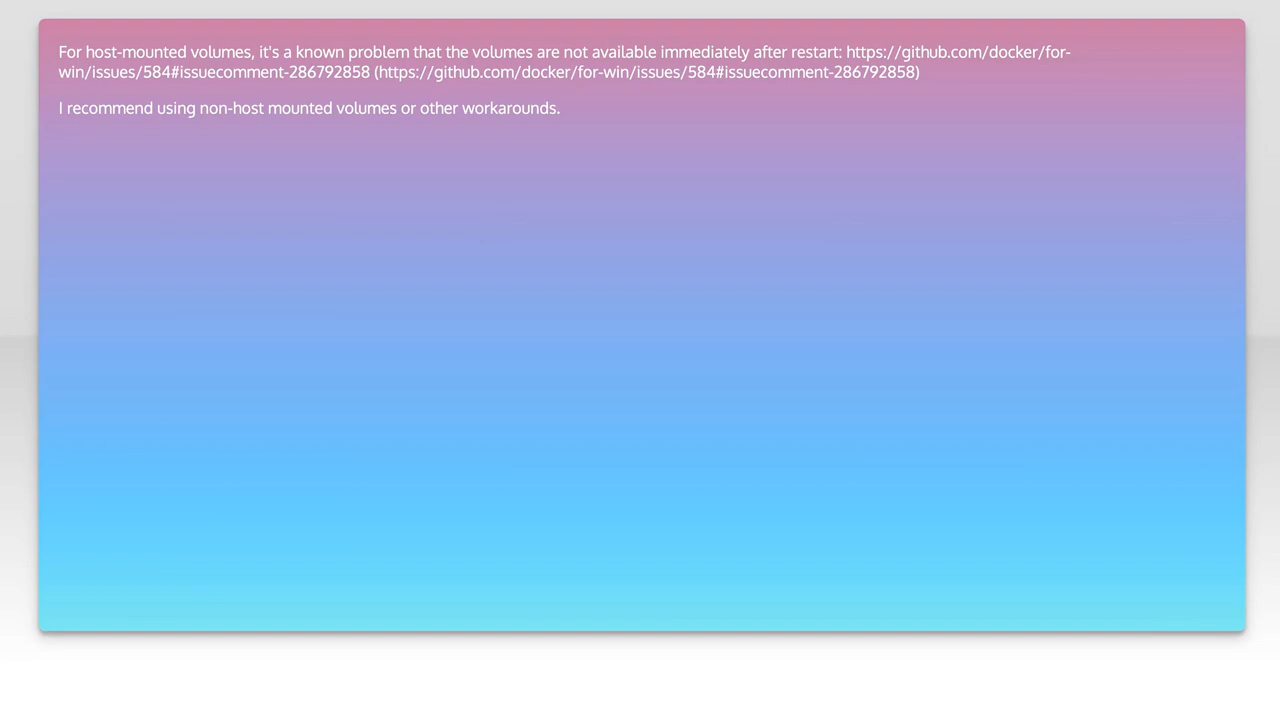 For host-mounted volumes, it's a known problem that the volumes are not available immediately after restart: https://github.com/docker/for-
win/issues/584#issuecomment-286792858 (https://github.com/docker/for-win/issues/584#issuecomment-286792858)
I recommend using non-host mounted volumes or other workarounds.